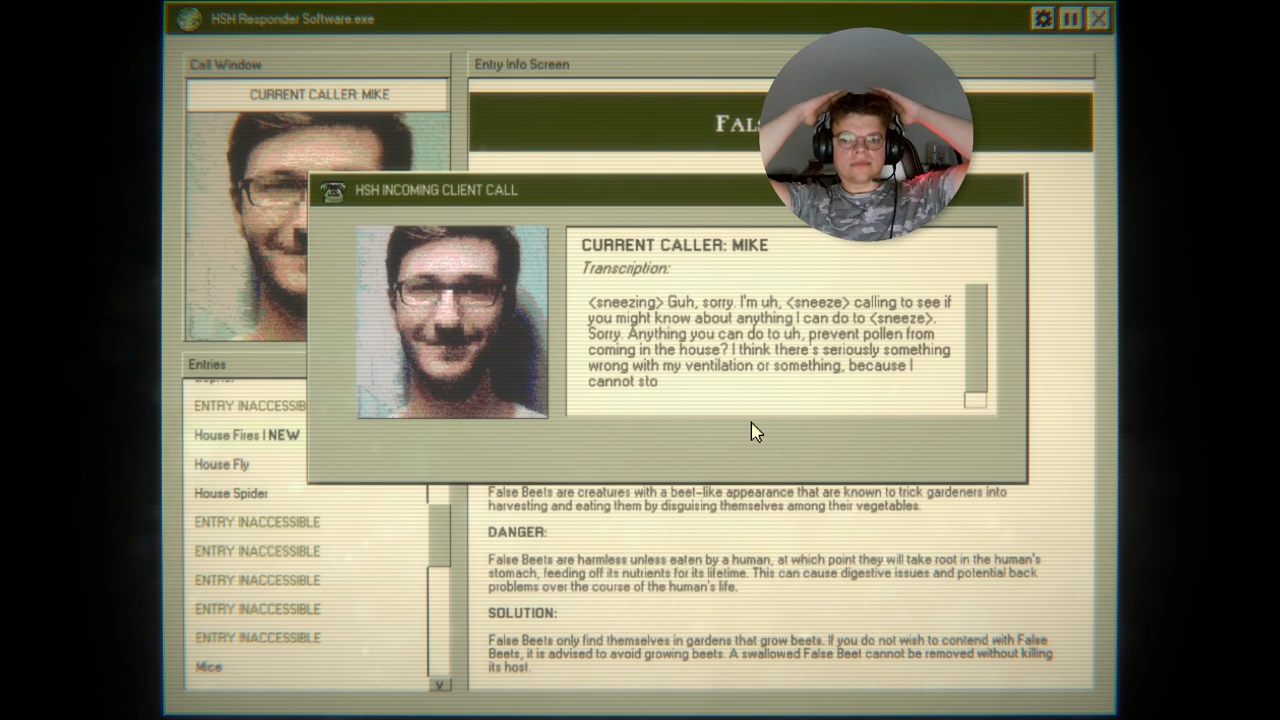 HSH Responder Software.exe
Call Window
Entry Info Screen
CURRENT CALLER: MIKE
HSH INCOMING CLIENT CALL
CURRENT CALLER: MIKE
Transcription:
<sneezing> Guh, sorry. I'm uh, <sneeze> calling to see if
you might know about anything I can do to <sneeze>.
Sorry. Anything you can do to uh, prevent pollen from
coming in the house? I think there's seriously something
wrong with my ventilation or something, because I
cannot sto
Entries
ENTRY INACCESSIB
House Fires | NEW
House Fly
House Spider
ENTRY INACCESSIBLE
ENTRY INACCESSIBLE
ENTRY INACCESSIBLE
ENTRY INACCESSIBLE
ENTRY INACCESSIBLE
Mice
False Beets are creatures with a beet-like appearance that are known to trick gardeners into
harvesting and eating them by disguising themselves among their vegetables.
DANGER:
False Beets are harmless unless eaten by a human, at which point they will take root in the human's
stomach, feeding off its nutrients for its lifetime. This can cause digestive issues and potential back
problems over the course of the human's life.
SOLUTION:
False Beets only find themselves in gardens that grow beets. If you do not wish to contend with False
Beets, it is advised to avoid growing beets. A swallowed False Beet cannot be removed without killing
its host.